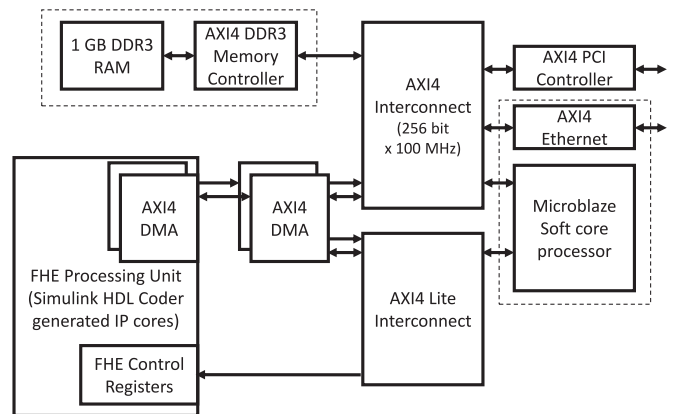 1 GB DDR3
RAM
AXI4 DDR3
Memory
Controller
AXI4
Interconnect
(256 bit
x 100 MHz)
AXI4 PCI
Controller
AXI4
Ethernet
Microblaze
Soft core
processor
AXI4
DMA
AXI4
DMA
FHE Processing Unit
(Simulink HDL Coder
generated IP cores)
AXI4 Lite
Interconnect
FHE Control
Registers